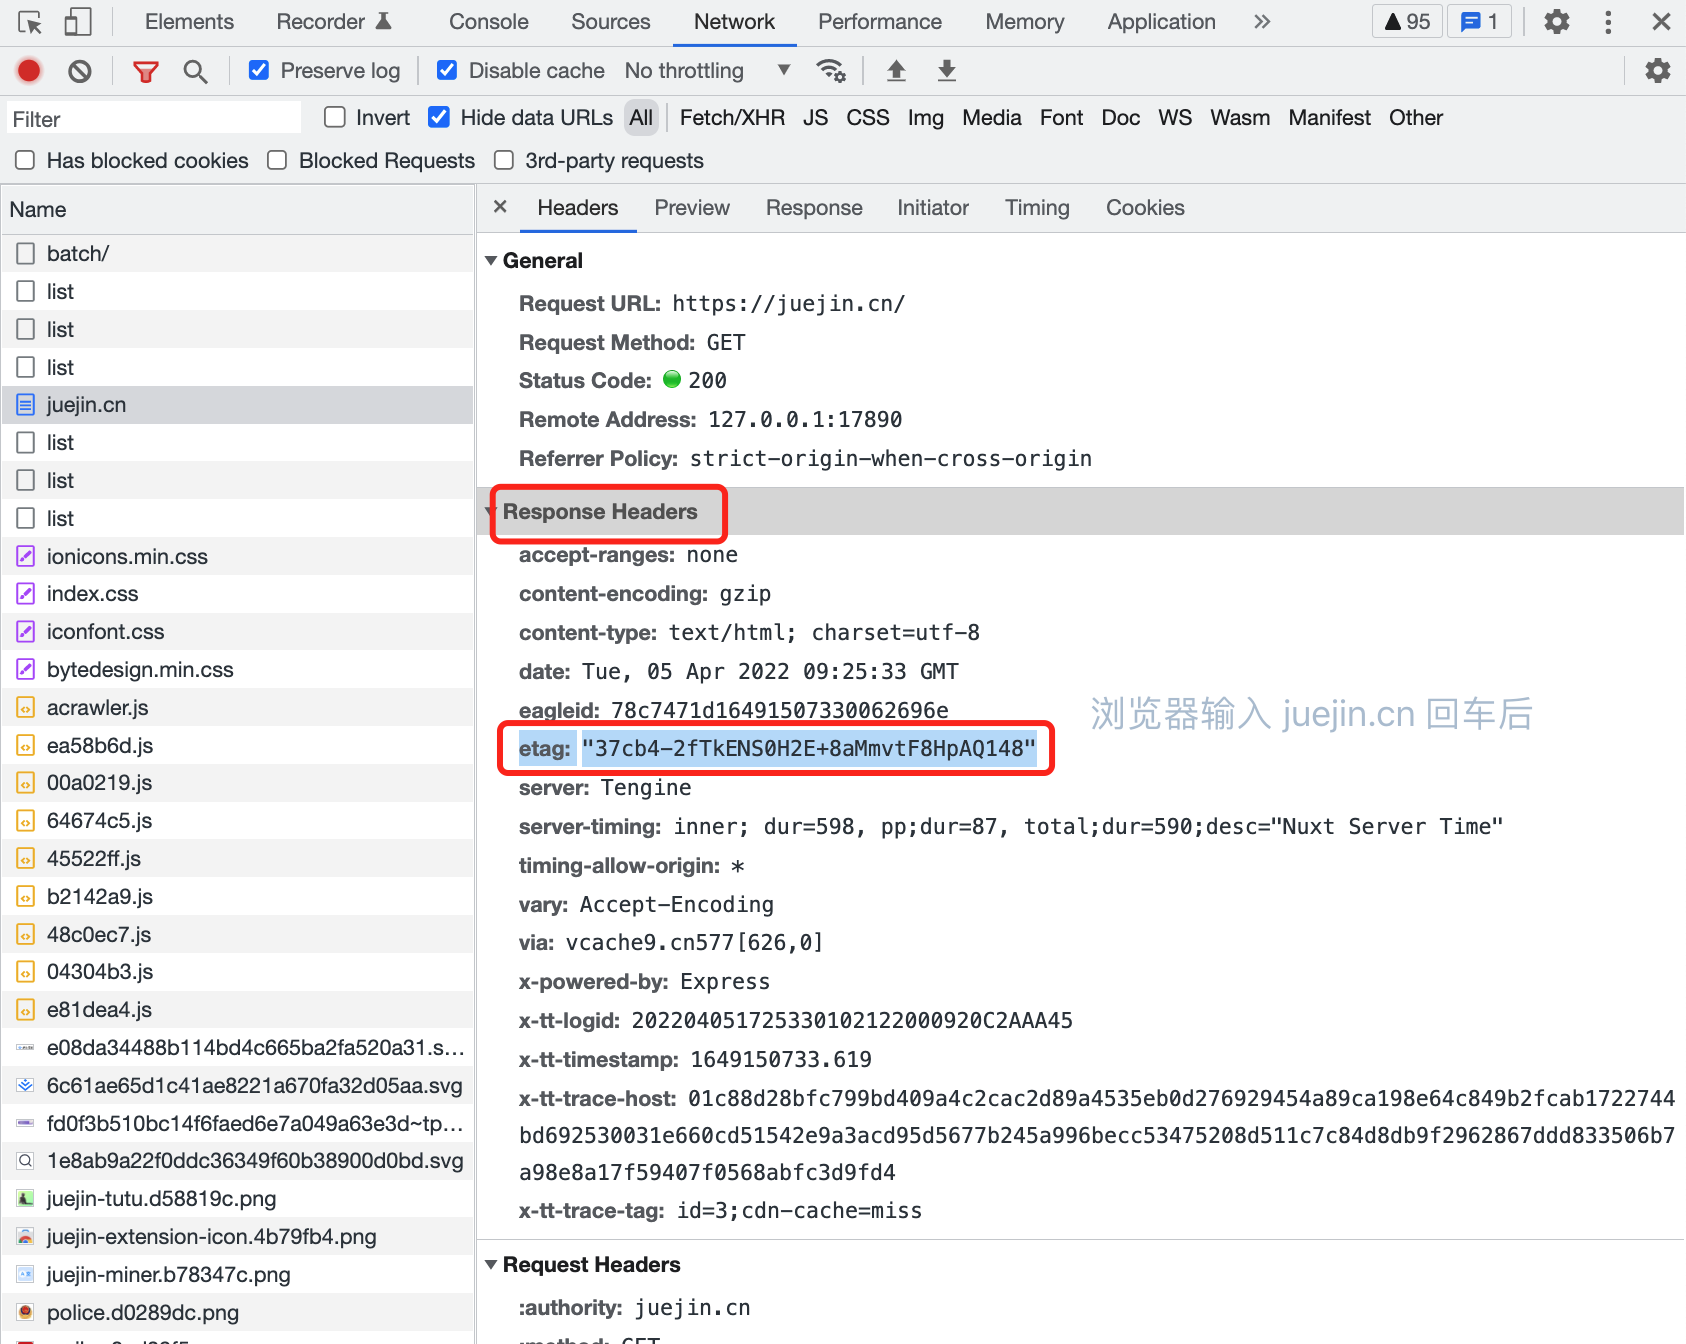 Elements Recorder Console Sources Network Performance Memory Application » 95 1
Preserve log Disable cache No throttling
Filter Invert Hide data URLs All Fetch/XHR JS CSS Img Media Font Doc WS Wasm Manifest Other
Has blocked cookies Blocked Requests 3rd-party requests
Name
batch/
list
list
list
juejin.cn
list
list
list
ionicons.min.css
index.css
iconfont.css
bytedesign.min.css
acrawler.js
ea58b6d.js
00a0219.js
64674c5.js
45522ff.js
b2142a9.js
48c0ec7.js
04304b3.js
e81dea4.js
e08da34488b114bd4c665ba2fa520a31.s...
6c61ae65d1c41ae8221a670fa32d05aa.svg
fd0f3b510bc14f6faed6e7a049a63e3d~tp...
1e8ab9a22f0ddc36349f60b38900d0bd.svg
juejin-tutu.d58819c.png
juejin-extension-icon.4b79fb4.png
juejin-miner.b78347c.png
police.d0289dc.png
Headers Preview Response Initiator Timing Cookies
General
Request URL: https://juejin.cn/
Request Method: GET
Status Code: 200
Remote Address: 127.0.0.1:17890
Referrer Policy: strict-origin-when-cross-origin
Response Headers
accept-ranges: none
content-encoding: gzip
content-type: text/html; charset=utf-8
date: Tue, 05 Apr 2022 09:25:33 GMT
eagleid: 78c7471d16491507330062696e
浏览器输入 juejin.cn 回车后
etag: "37cb4-2fTkENS0H2E+8aMmvtF8HpAQ148"
server: Tengine
server-timing: inner; dur=598, pp;dur=87, total;dur=590;desc="Nuxt Server Time"
timing-allow-origin: *
vary: Accept-Encoding
via: vcache9.cn577[626,0]
x-powered-by: Express
x-tt-logid: 202204051725330102122000920C2AAA45
x-tt-timestamp: 1649150733.619
x-tt-trace-host: 01c88d28bfc799bd409a4c2cac2d89a4535eb0d276929454a89ca198e64c849b2fcab1722744
bd692530031e660cd51542e9a3acd95d5677b245a996becc53475208d511c7c84d8db9f2962867ddd833506b7
a98e8a17f59407f0568abfc3d9fd4
x-tt-trace-tag: id=3;cdn-cache=miss
Request Headers
:authority: juejin.cn
:method: GET